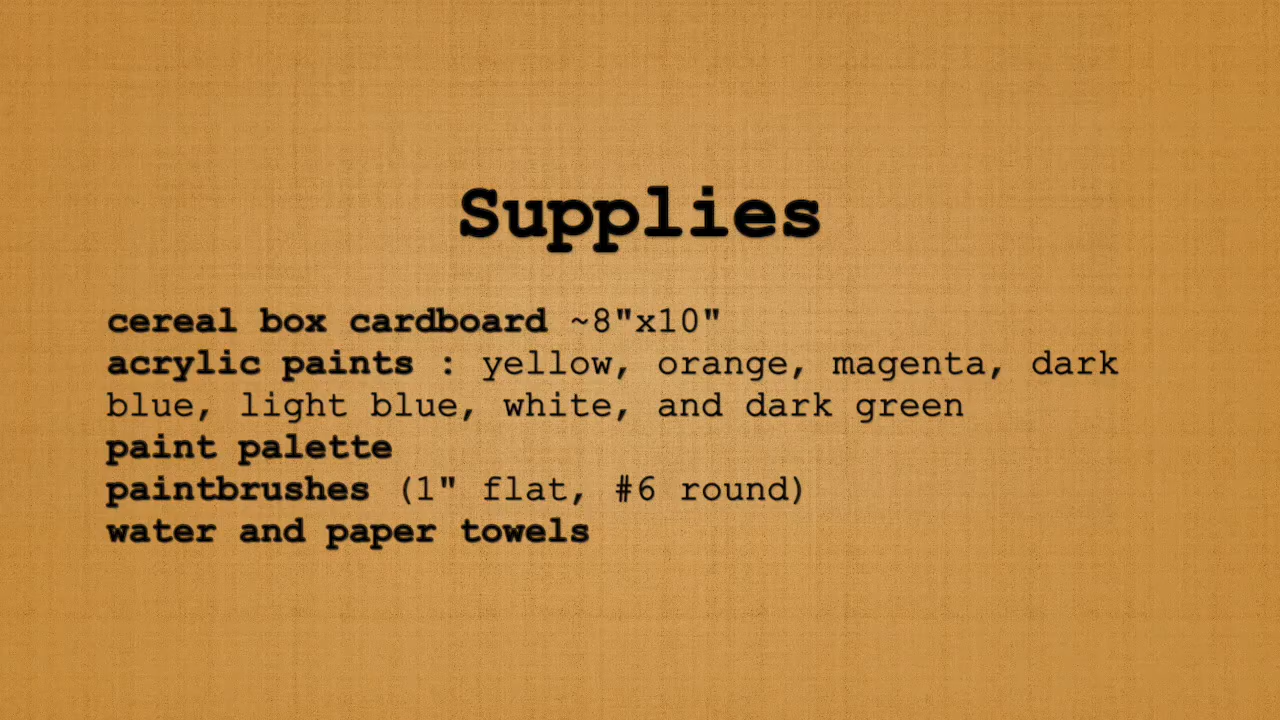 Supplies
cereal box cardboard ~8"x10"
acrylic paints : yellow, orange, magenta, dark
blue, light blue, white, and dark green
paint palette
paintbrushes (1" flat, #6 round)
water and paper towels